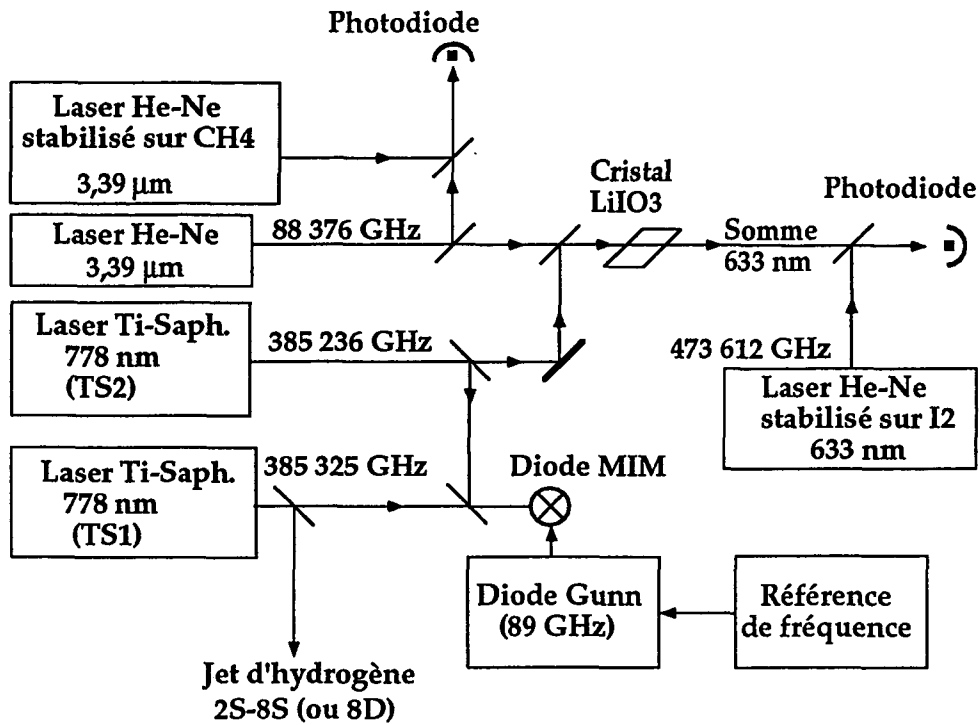 Photodiode
Laser He-Ne
stabilisé sur CH4
3,39 µm
Cristal
LiIO3
Photodiode
Laser He-Ne
3,39 µm
88 376 GHz
Somme
633 nm
Laser Ti-Saph.
778 nm
(TS2)
385 236 GHz
473 612 GHz
Laser He-Ne
stabilisé sur I2
633 nm
Laser Ti-Saph.
778 nm
(TS1)
385 325 GHz
Diode MIM
Diode Gunn
(89 GHz)
Référence
de fréquence
Jet d'hydrogène
2S-8S (ou 8D)